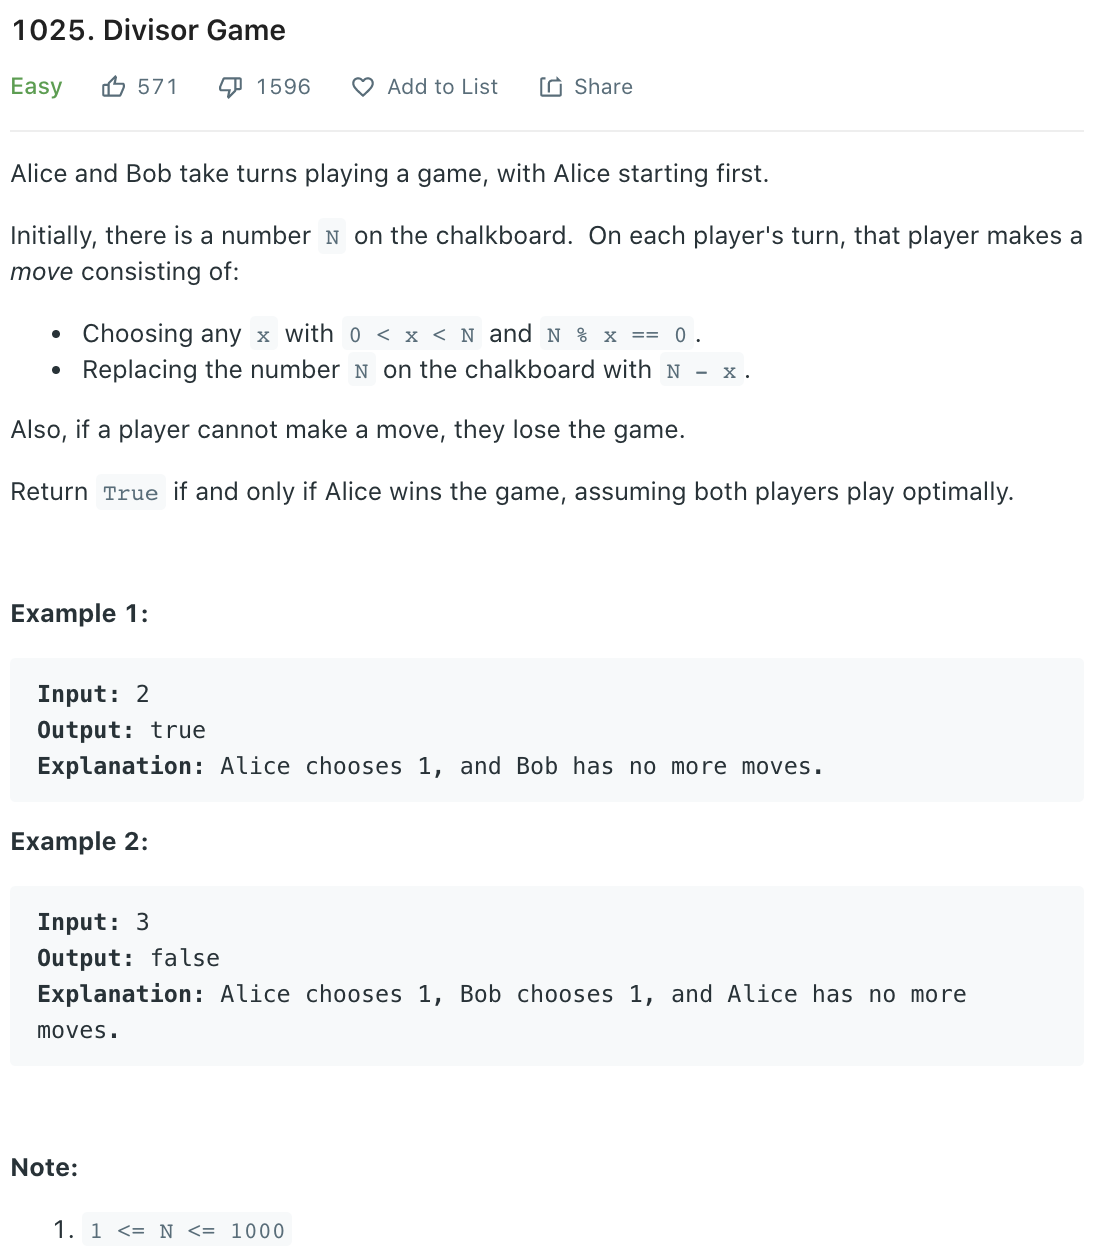 1025. Divisor Game
Easy 571 1596 Add to List Share
Alice and Bob take turns playing a game, with Alice starting first.
Initially, there is a number N on the chalkboard.  On each player's turn, that player makes a
move consisting of:
• Choosing any x with 0 < x < N and N % x == 0.
• Replacing the number N on the chalkboard with N - x.
Also, if a player cannot make a move, they lose the game.
Return True if and only if Alice wins the game, assuming both players play optimally.
Example 1:
Input: 2
Output: true
Explanation: Alice chooses 1, and Bob has no more moves.
Example 2:
Input: 3
Output: false
Explanation: Alice chooses 1, Bob chooses 1, and Alice has no more
moves.
Note:
1. 1 <= N <= 1000